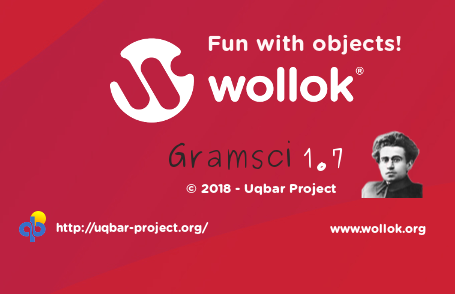 Fun with objects!
wollok®
Gramsci 1.7
© 2018 - Uqbar Project
http://uqbar-project.org/
www.wollok.org